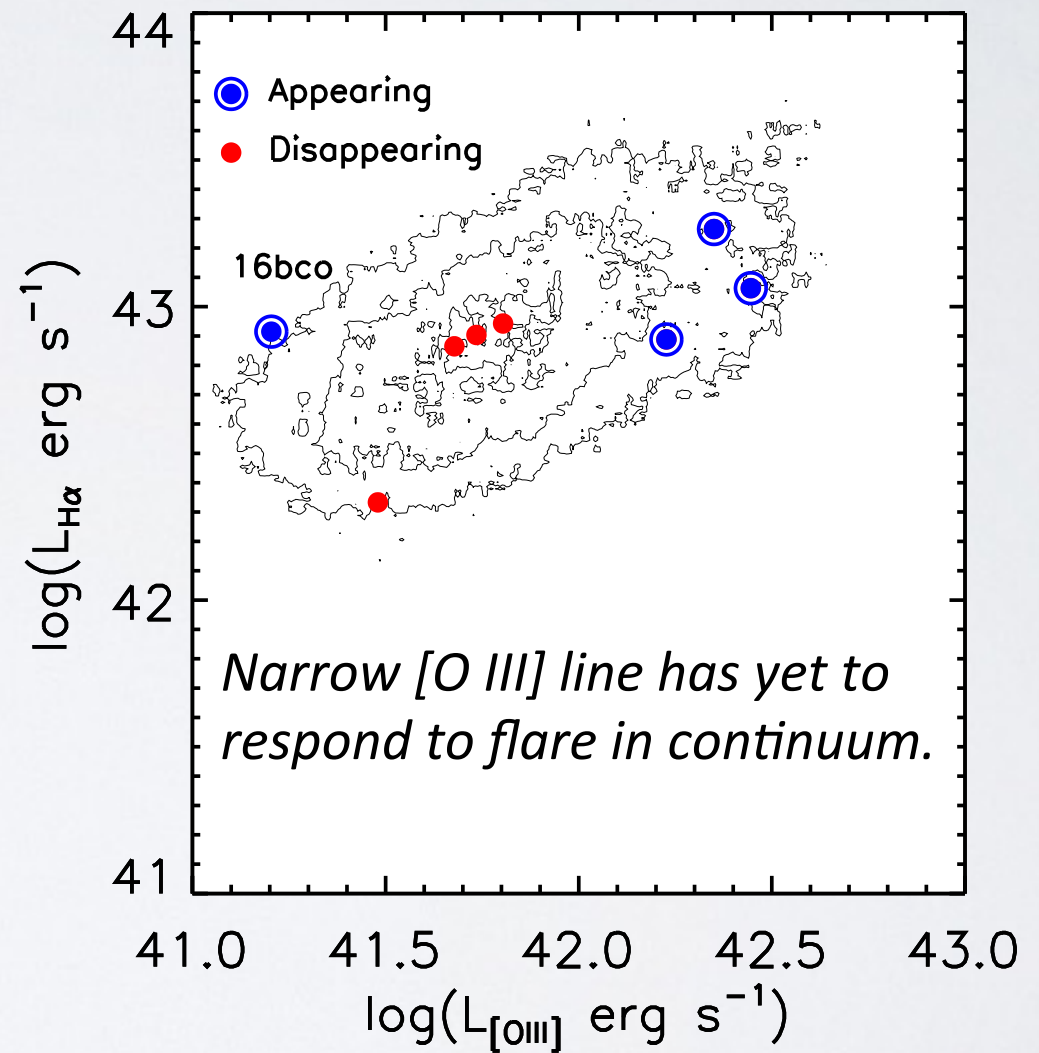 44
Appearing
Disappearing
16bco
43
log(L_Hα erg s⁻¹)
42
Narrow [O III] line has yet to
respond to flare in continuum.
41
41.0 41.5 42.0 42.5 43.0
log(L_[OIII] erg s⁻¹)